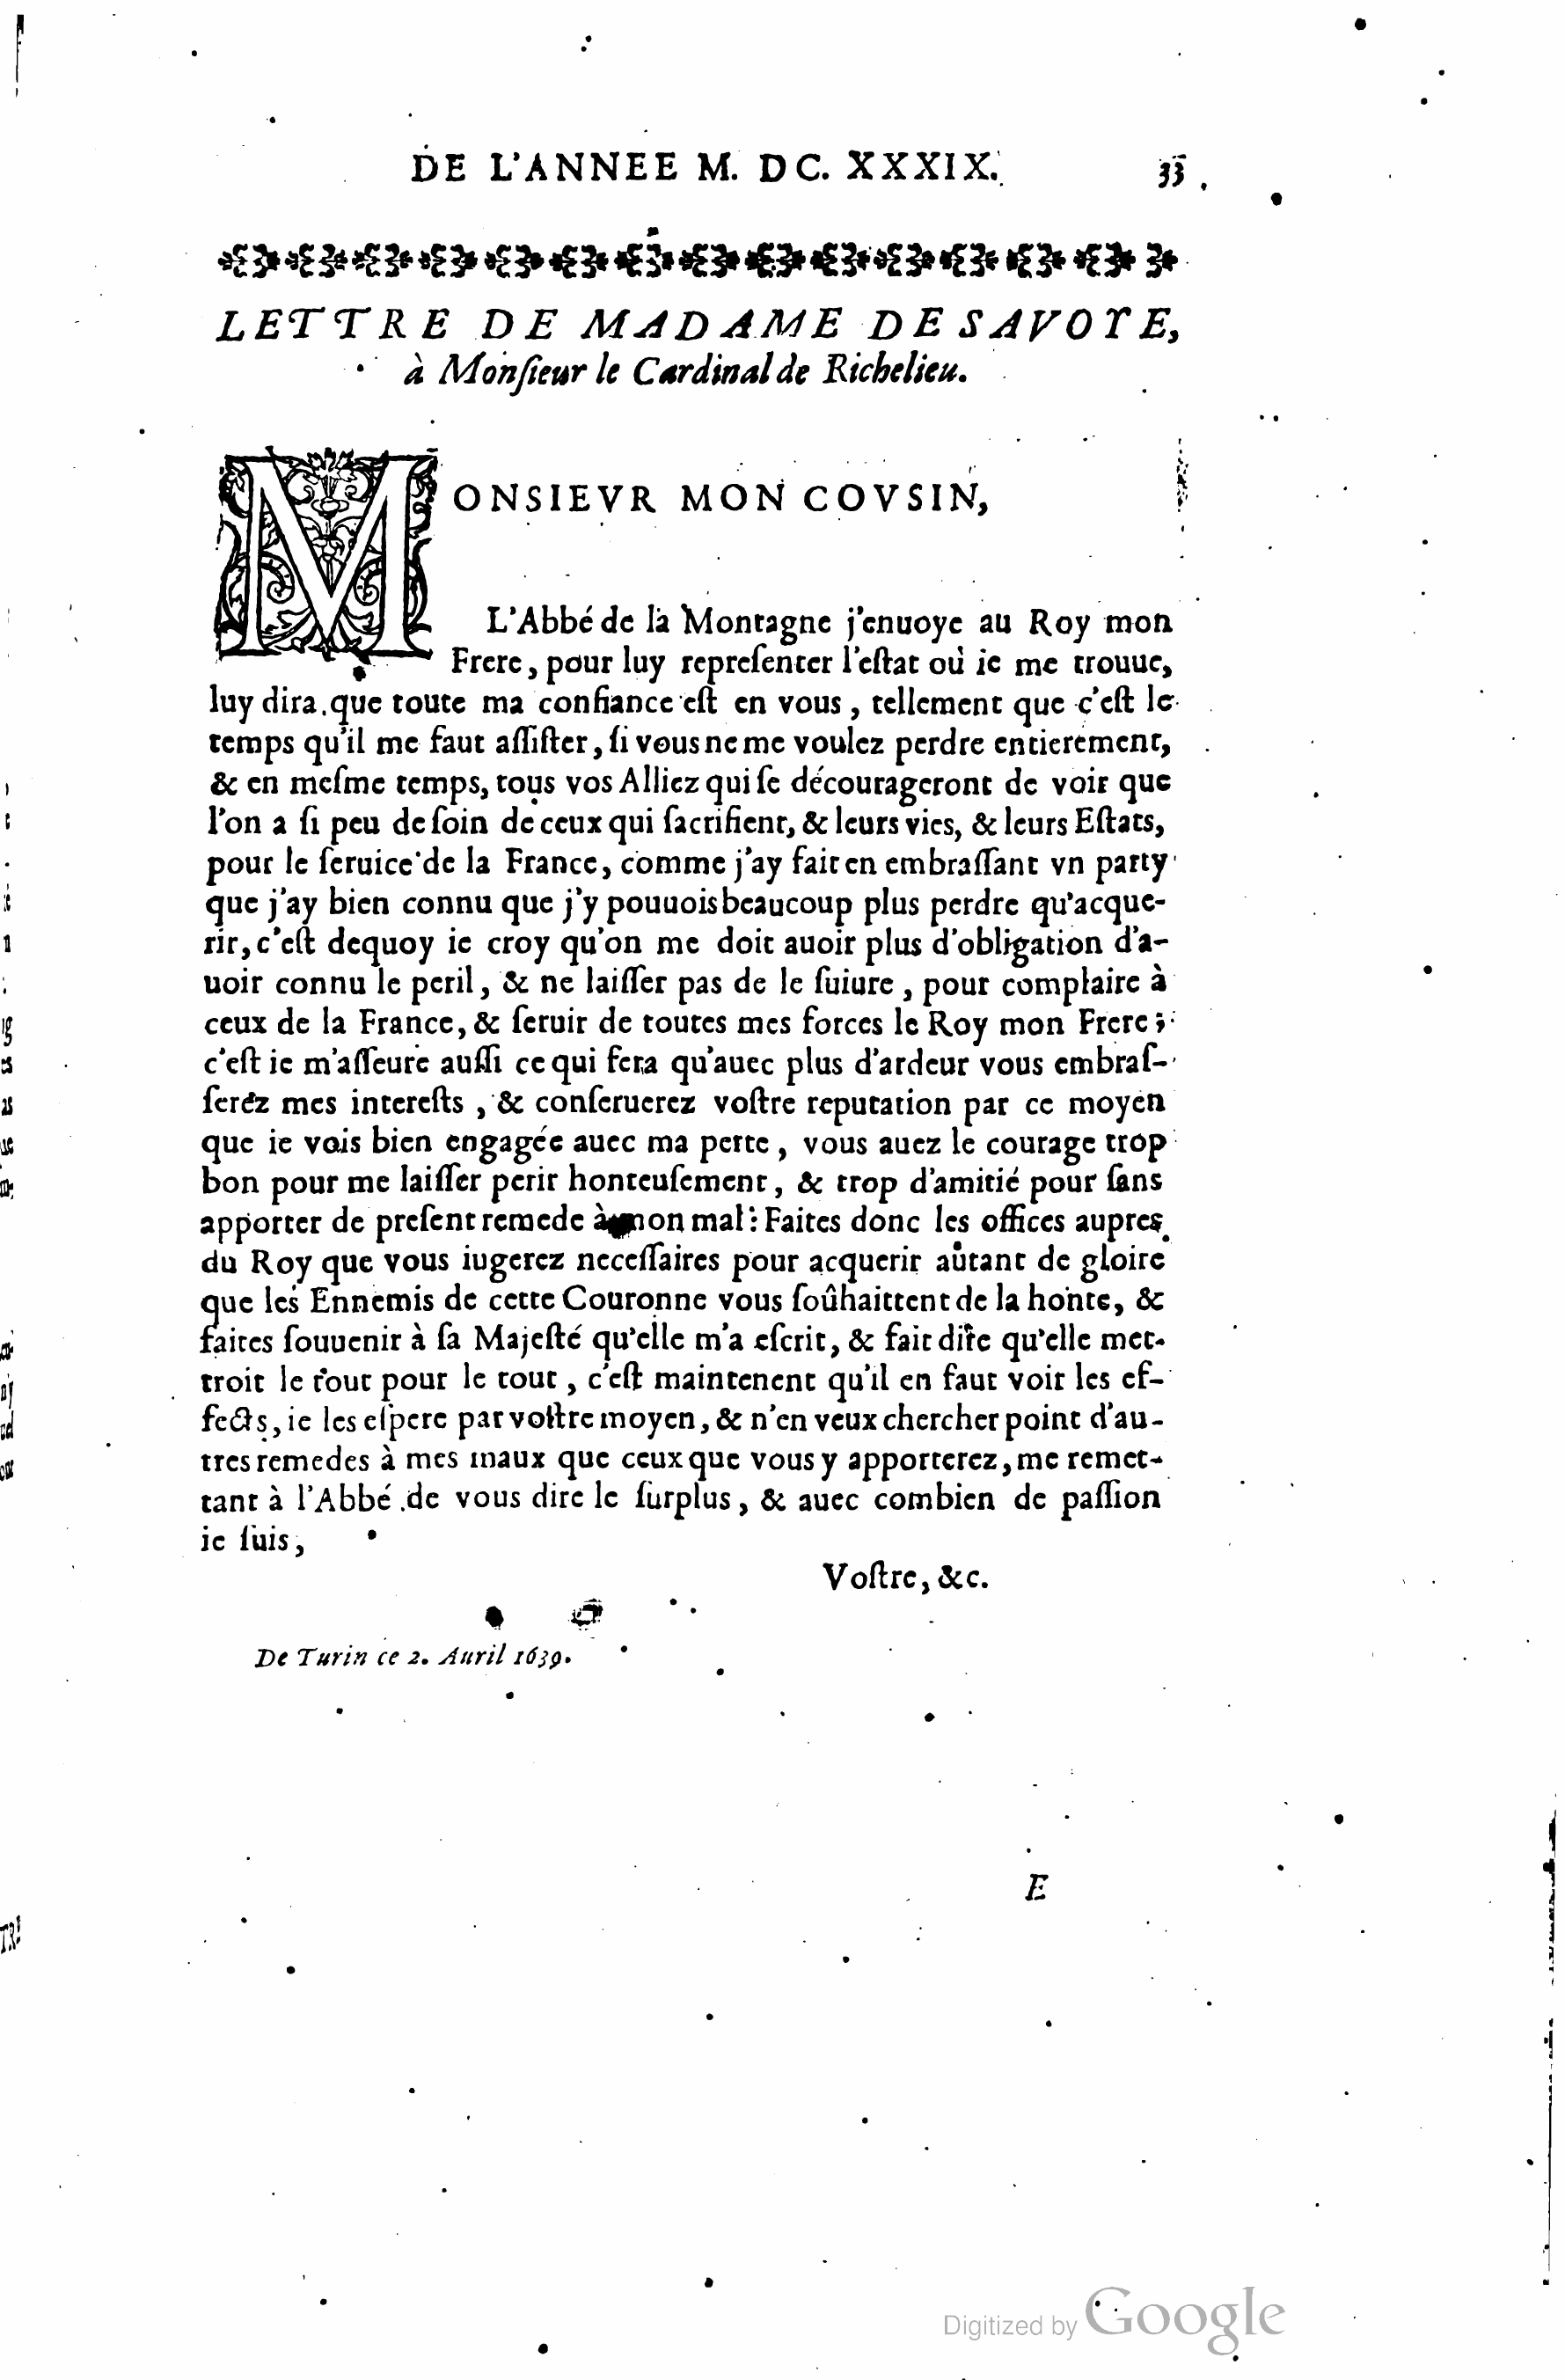 DE L'ANNEE M. DC. XXXIX. 33
LETTRE DE MADAME DE SAVOYE,
à Monſieur le Cardinal de Richelieu.
MONSIEVR MON COVSIN,
L'Abbé de la Montagne j'enuoye au Roy mon
Frere, pour luy repreſenter l'eſtat où ie me trouue,
luy dira que toute ma confiance eſt en vous, tellement que c'eſt le
temps qu'il me faut aſſiſter, ſi vous ne me voulez perdre entierement,
& en meſme temps, tous vos Alliez qui ſe décourageront de voir que
l'on a ſi peu de ſoin de ceux qui ſacrifient, & leurs vies, & leurs Eſtats,
pour le ſeruice de la France, comme j'ay fait en embraſſant vn party
que j'ay bien connu que j'y pouuois beaucoup plus perdre qu'acque-
rir, c'eſt dequoy ie croy qu'on me doit auoir plus d'obligation d'a-
uoir connu le peril, & ne laiſſer pas de le ſuiure, pour complaire à
ceux de la France, & ſeruir de toutes mes forces le Roy mon Frere;
c'eſt ie m'aſſeure auſſi ce qui fera qu'auec plus d'ardeur vous embraſ-
ſerez mes intereſts, & conſeruerez voſtre reputation par ce moyen
que ie vois bien engagée auec ma perte, vous auez le courage trop
bon pour me laiſſer perir honteuſement, & trop d'amitié pour ſans
apporter de preſent remede à mon mal: Faites donc les offices aupres
du Roy que vous iugerez neceſſaires pour acquerir autant de gloire
que les Ennemis de cette Couronne vous ſoûhaittent de la honte, &
faites ſouuenir à ſa Majeſté qu'elle m'a eſcrit, & fait dire qu'elle met-
troit le tout pour le tout, c'eſt maintenent qu'il en faut voir les ef-
fects, ie les eſpere par voſtre moyen, & n'en veux chercher point d'au-
tres remedes à mes maux que ceux que vous y apporterez, me remet-
tant à l'Abbé de vous dire le ſurplus, & auec combien de paſſion
ie ſuis,
Voſtre, &c.
De Turin ce 2. Auril 1639.
E
Digitized by Google